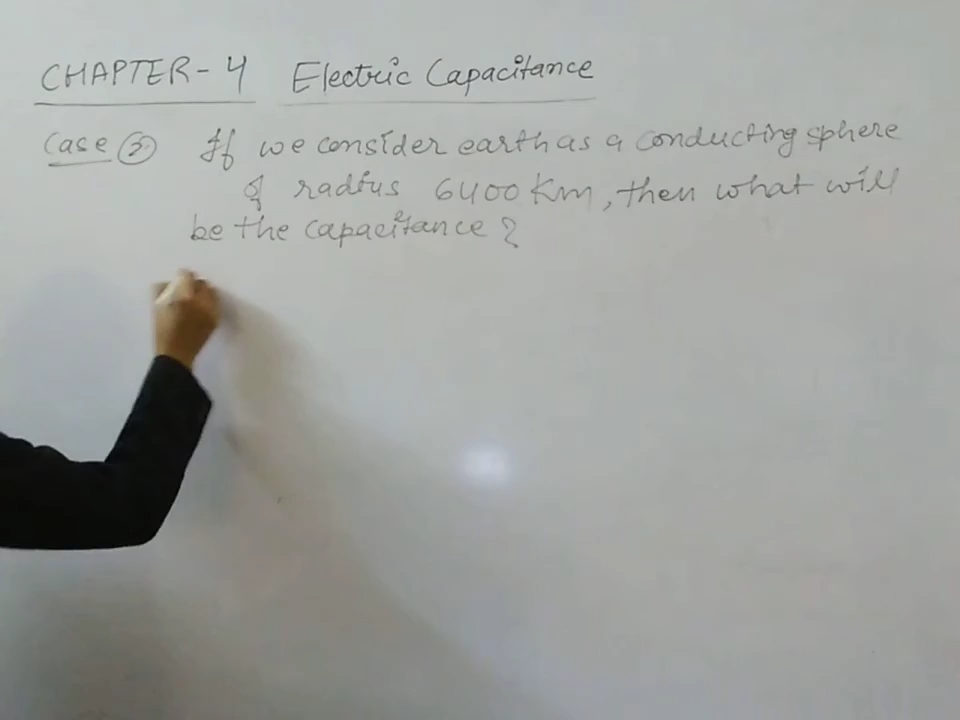 CHAPTER-4 Electric Capacitance
Case ② If we consider earth as a conducting sphere
of radius 6400 Km, then what will
be the capacitance?